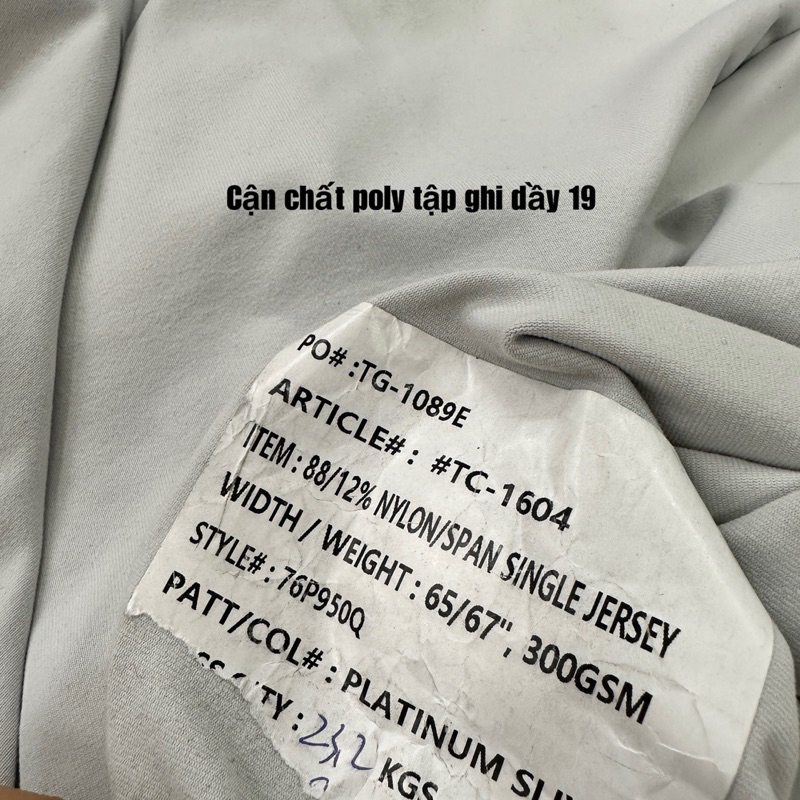 Cận chất poly tập ghi dầy 19
PO# :TG-1089E
ARTICLE# : #TC-1604
ITEM : 88/12% NYLON/SPAN SINGLE JERSEY
WIDTH / WEIGHT : 65/67", 300GSM
STYLE# : 76P950Q
PATT/COL# : PLATINUM
KGS